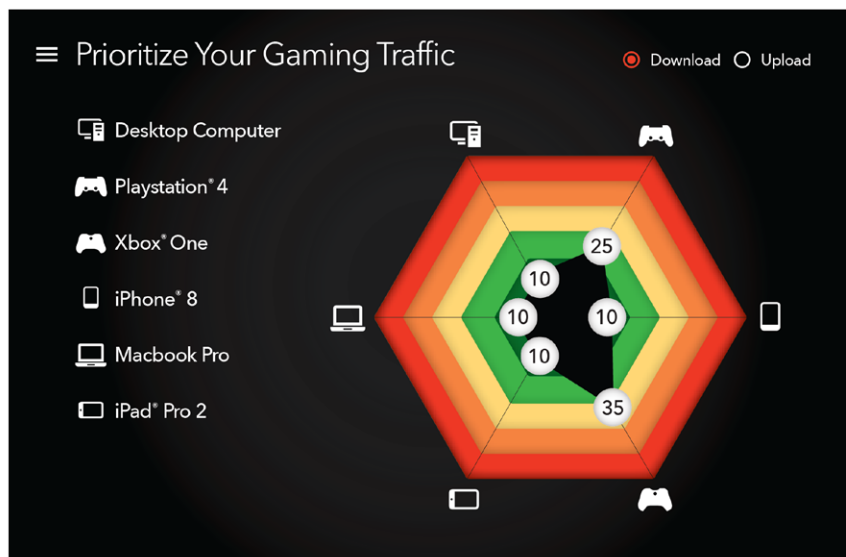 Prioritize Your Gaming Traffic
Download Upload
Desktop Computer
Playstation® 4
Xbox® One
iPhone® 8
Macbook Pro
iPad® Pro 2
25
10
10
10
10
35